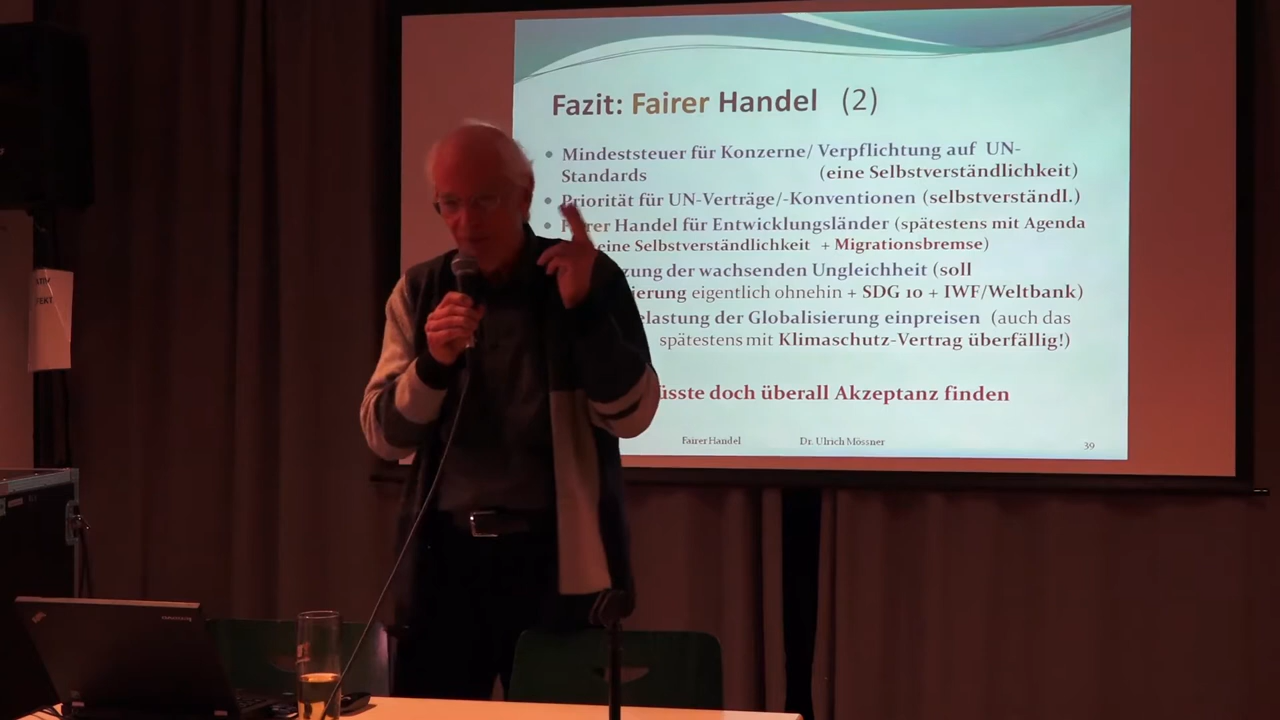 Fazit: Fairer Handel (2)
• Mindeststeuer für Konzerne/ Verpflichtung auf UN-
Standards (eine Selbstverständlichkeit)
• Priorität für UN-Verträge/-Konventionen (selbstverständl.)
• Fairer Handel für Entwicklungsländer (spätestens mit Agenda
eine Selbstverständlichkeit + Migrationsbremse)
zung der wachsenden Ungleichheit (soll
ierung eigentlich ohnehin + SDG 10 + IWF/Weltbank)
elastung der Globalisierung einpreisen (auch das
spätestens mit Klimaschutz-Vertrag überfällig!)
üsste doch überall Akzeptanz finden
Fairer Handel Dr. Ulrich Mössner 39